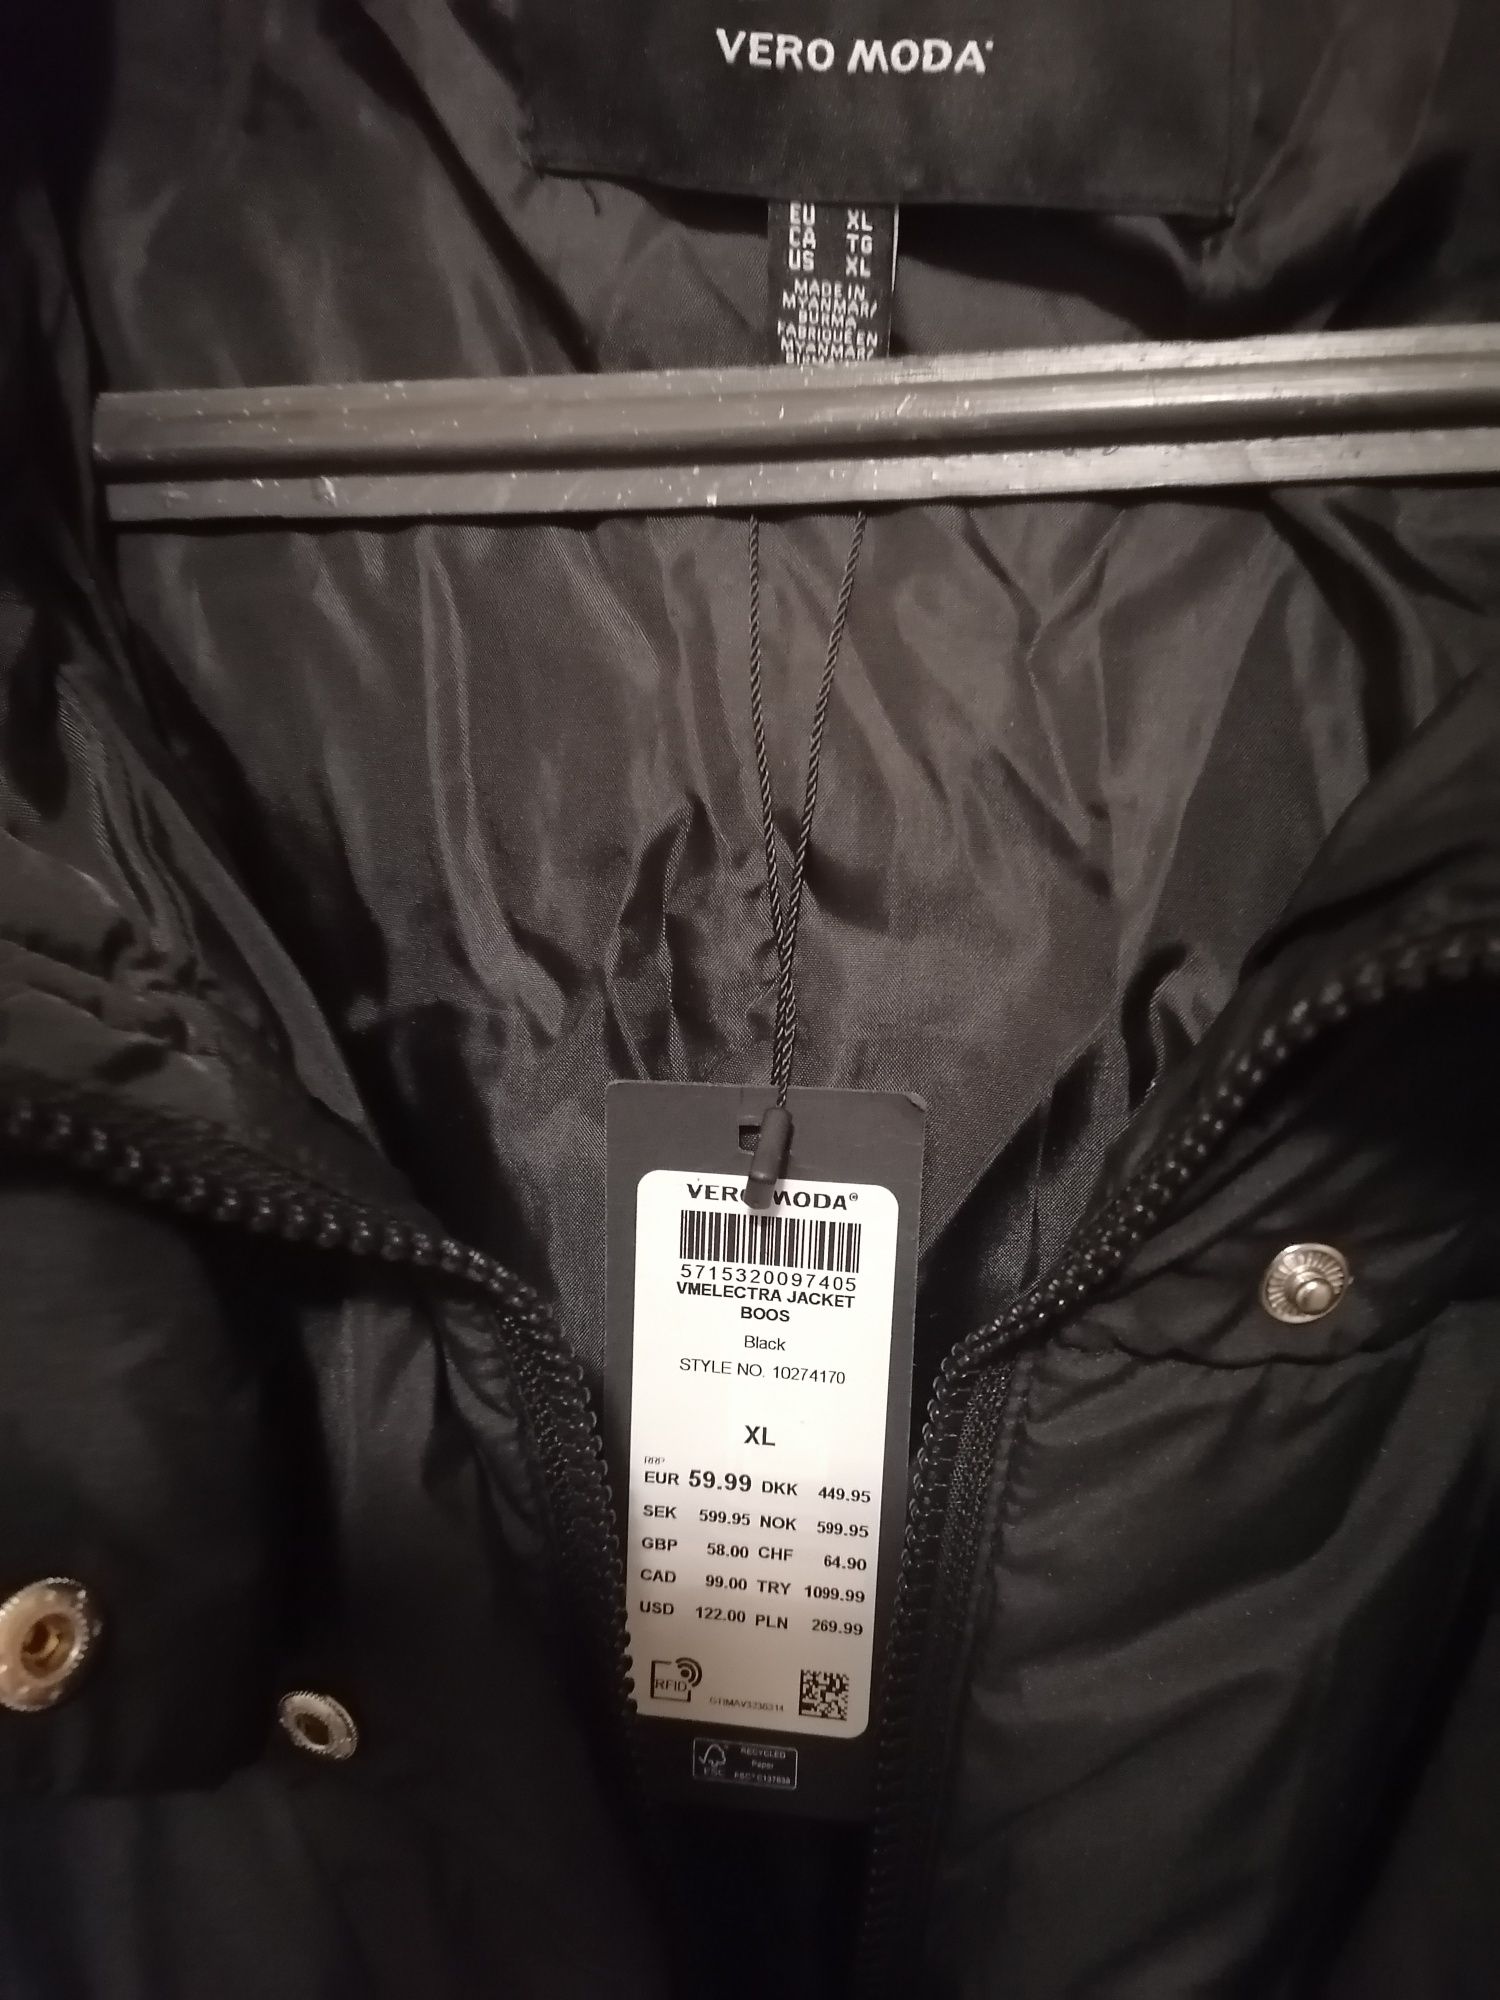 VERO MODA
EU XL
CA TG
US XL
MADE IN
MYANMAR/
BURMA
FABRIQUÉ EN
MYANMAR/
VERO MODA®
5715320097405
VMELECTRA JACKET
BOOS
Black
STYLE NO. 10274170
XL
RRP
EUR 59.99 DKK 449.95
SEK 599.95 NOK 599.95
GBP 58.00 CHF 64.90
CAD 99.00 TRY 1099.99
USD 122.00 PLN 269.99
RFID
FSC
RECYCLED
Paper